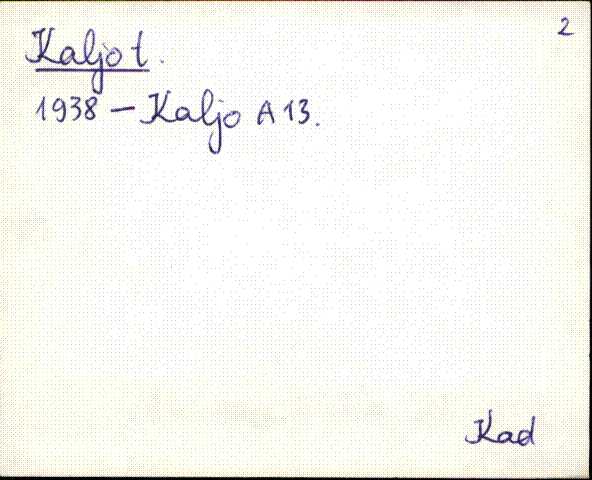 2
Kaljo t.
1938 – Kaljo A 13.
Kad